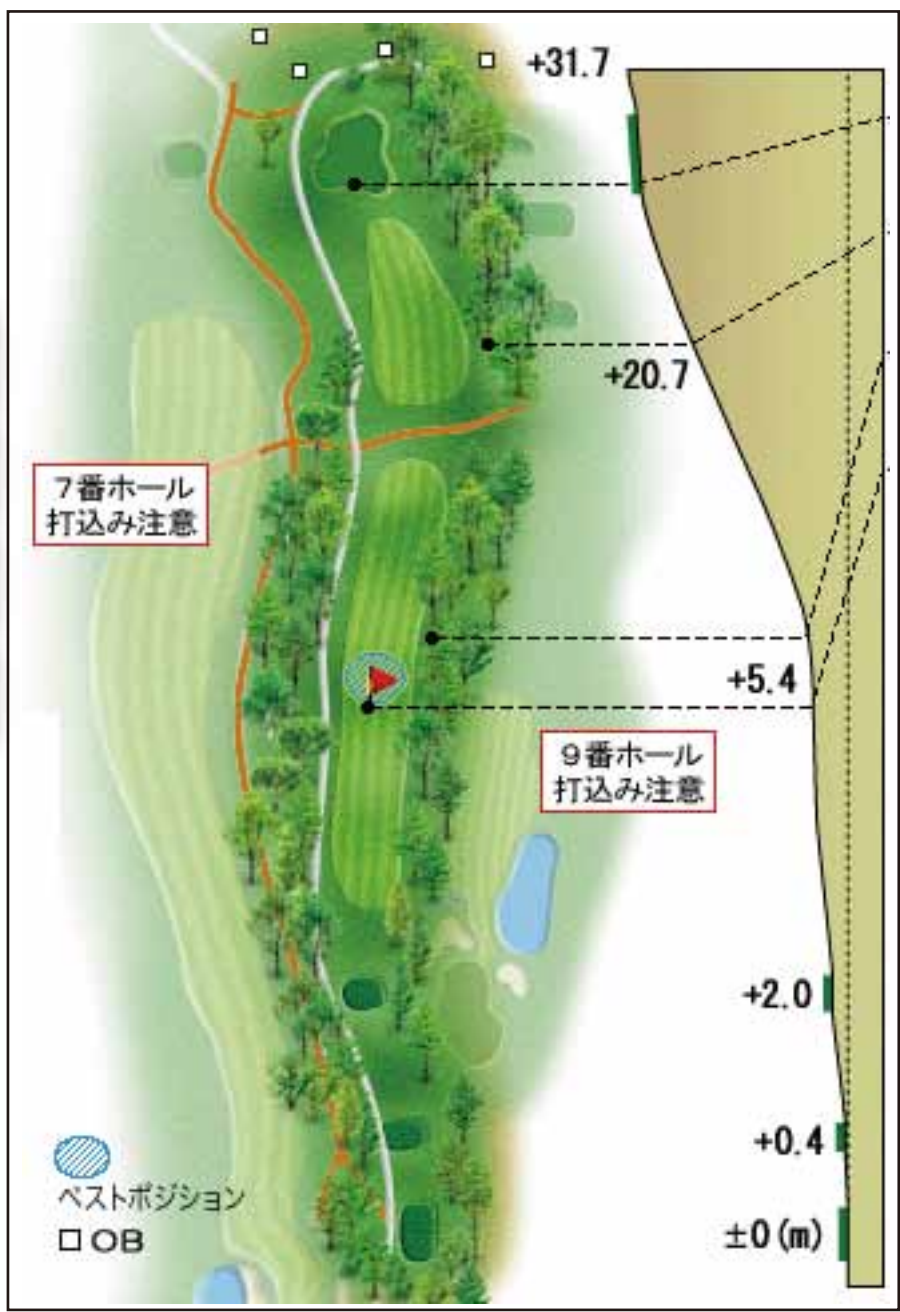 +31.7
+20.7
7番ホール
打込み注意
+5.4
9番ホール
打込み注意
+2.0
+0.4
ベストポジション
±0(m)
□OB